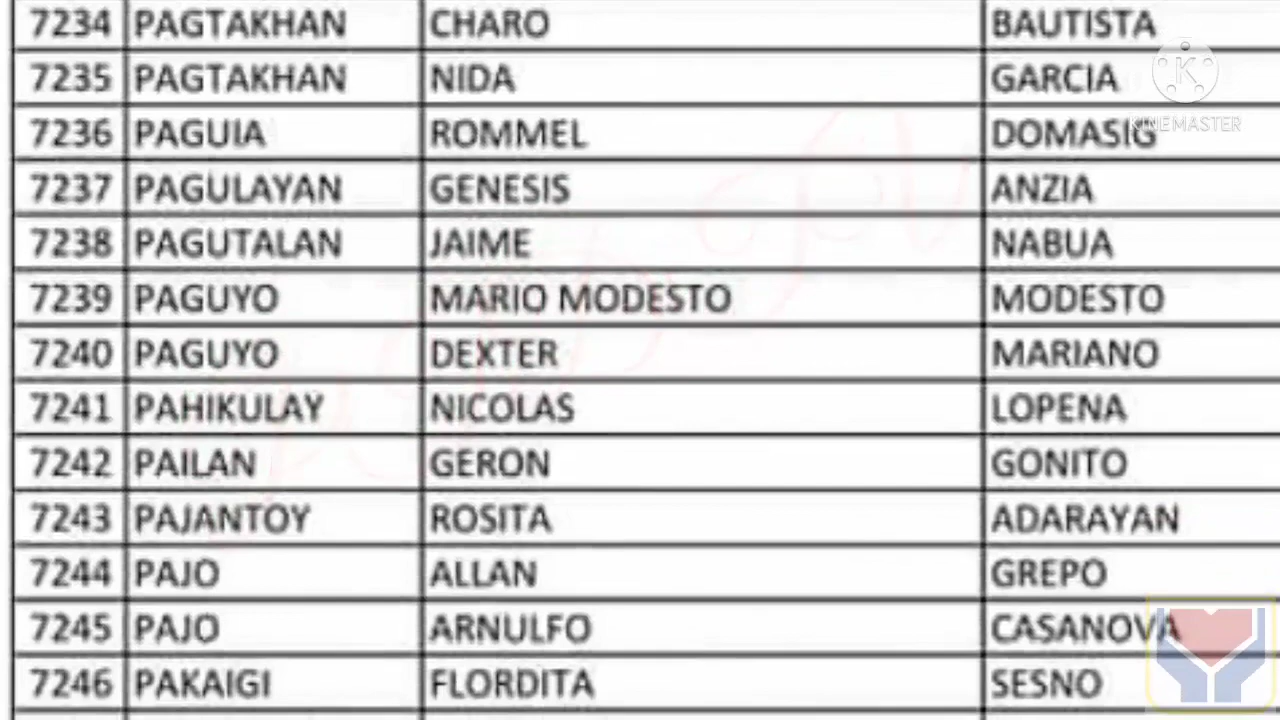 7234 PAGTAKHAN CHARO BAUTISTA
7235 PAGTAKHAN NIDA GARCIA
7236 PAGUIA ROMMEL DOMASIG
7237 PAGULAYAN GENESIS ANZIA
7238 PAGUTALAN JAIME NABUA
7239 PAGUYO MARIO MODESTO MODESTO
7240 PAGUYO DEXTER MARIANO
7241 PAHIKULAY NICOLAS LOPENA
7242 PAILAN GERON GONITO
7243 PAJANTOY ROSITA ADARAYAN
7244 PAJO ALLAN GREPO
7245 PAJO ARNULFO CASANOVA
7246 PAKAIGI FLORDITA SESNO
K
KINEMASTER